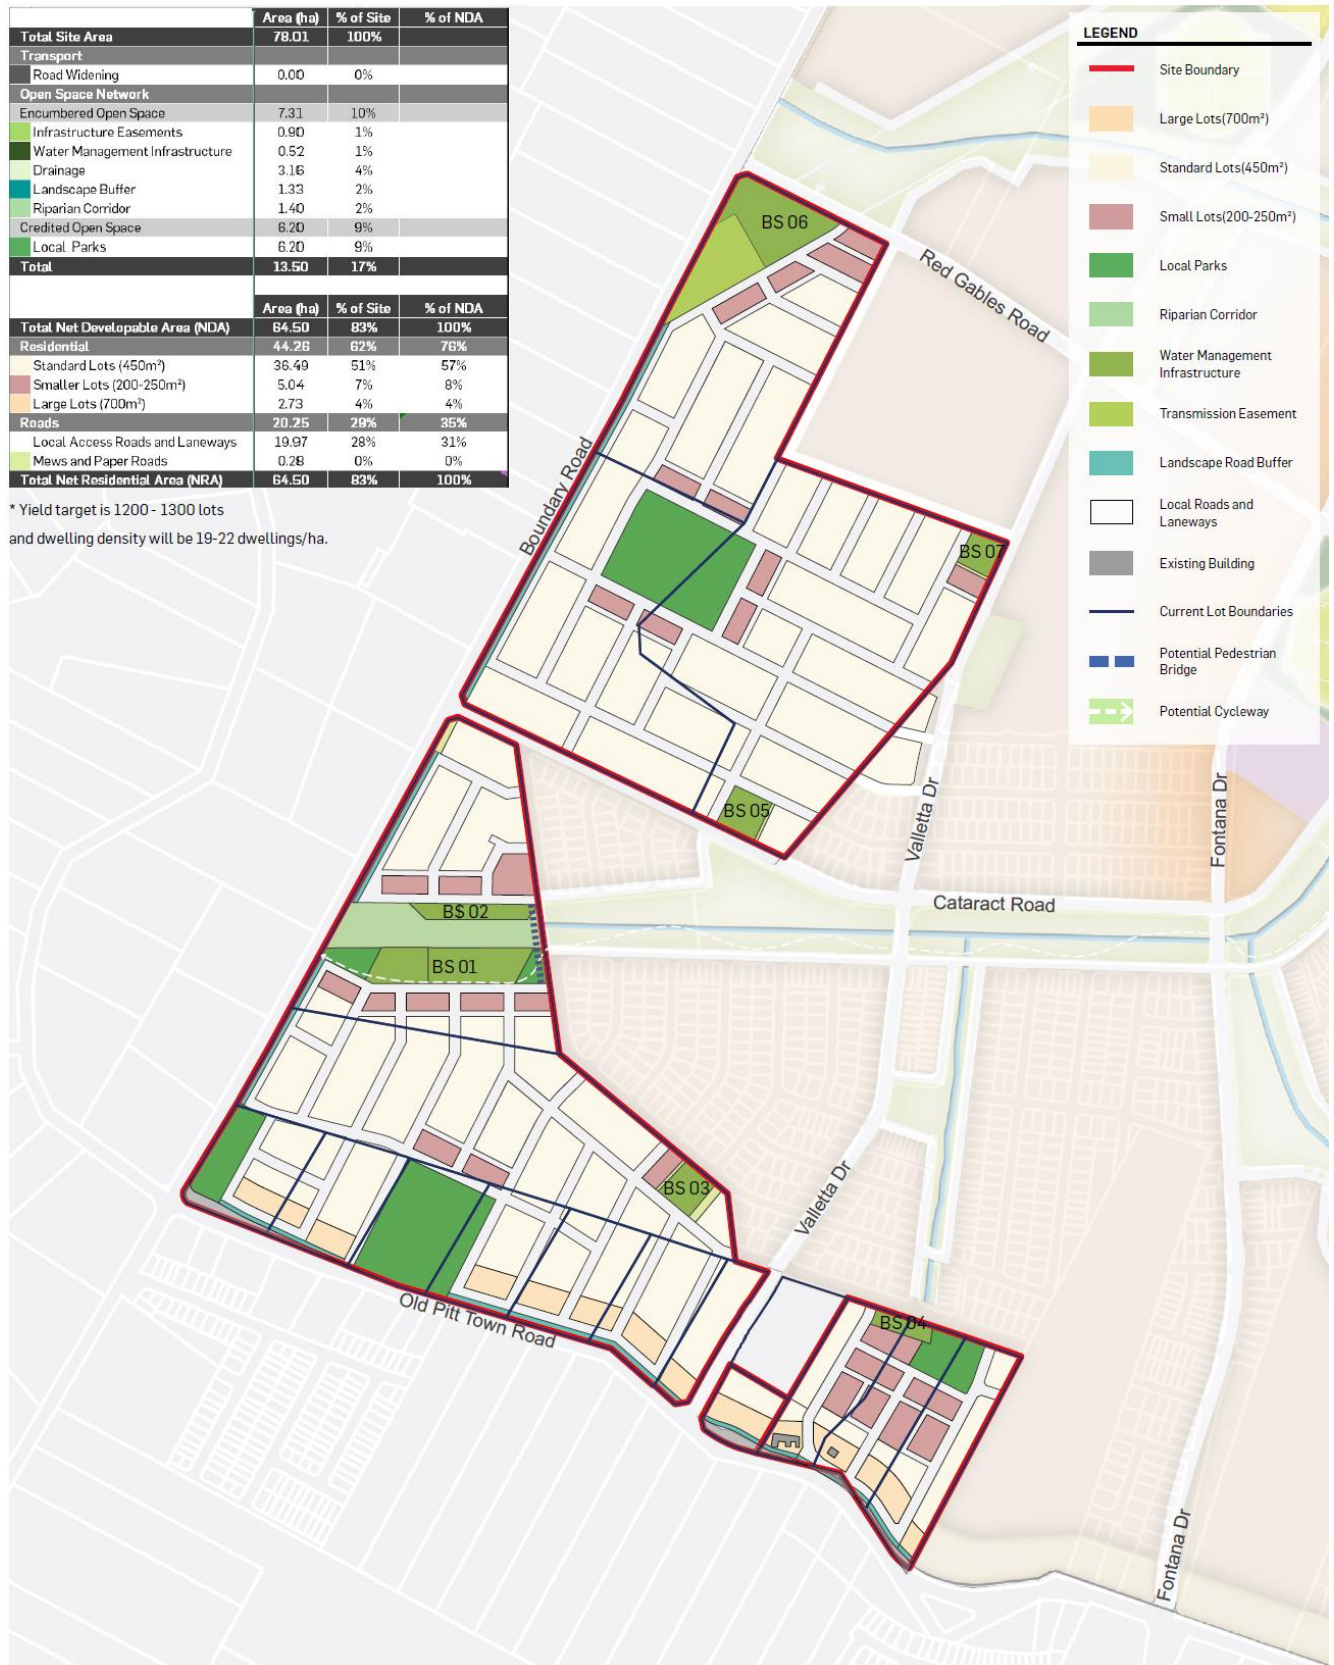 Area (ha) % of Site % of NDA
Total Site Area 78.01 100%
Transport
Road Widening 0.00 0%
Open Space Network
Encumbered Open Space 7.31 10%
Infrastructure Easements 0.90 1%
Water Management Infrastructure 0.52 1%
Drainage 3.16 4%
Landscape Buffer 1.33 2%
Riparian Corridor 1.40 2%
Credited Open Space 6.20 9%
Local Parks 6.20 9%
Total 13.50 17%
Area (ha) % of Site % of NDA
Total Net Developable Area (NDA) 64.50 83% 100%
Residential 44.26 62% 76%
Standard Lots (450m²) 36.49 51% 57%
Smaller Lots (200-250m²) 5.04 7% 8%
Large Lots (700m²) 2.73 4% 4%
Roads 20.25 29% 35%
Local Access Roads and Laneways 19.97 28% 31%
Mews and Paper Roads 0.28 0% 0%
Total Net Residential Area (NRA) 64.50 83% 100%
* Yield target is 1200 - 1300 lots
and dwelling density will be 19-22 dwellings/ha.
LEGEND
Site Boundary
Large Lots(700m²)
Standard Lots(450m²)
Small Lots(200-250m²)
Local Parks
Riparian Corridor
Water Management
Infrastructure
Transmission Easement
Landscape Road Buffer
Local Roads and
Laneways
Existing Building
Current Lot Boundaries
Potential Pedestrian
Bridge
Potential Cycleway
BS 06
Red Gables Road
Boundary Road
BS 07
BS 05
Valletta Dr
Fontana Dr
Cataract Road
BS 02
BS 01
BS 03
Valletta Dr
Old Pitt Town Road
BS 04
Fontana Dr